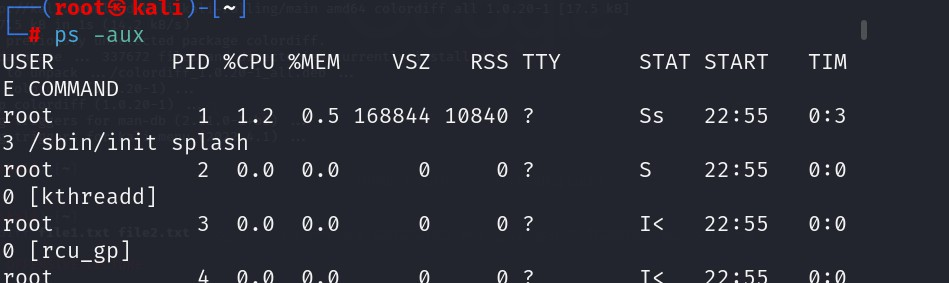 (root㉿kali)-[~]
# ps -aux
USER PID %CPU %MEM VSZ RSS TTY STAT START TIM
E COMMAND
root 1 1.2 0.5 168844 10840 ? Ss 22:55 0:3
3 /sbin/init splash
root 2 0.0 0.0 0 0 ? S 22:55 0:0
0 [kthreadd]
root 3 0.0 0.0 0 0 ? I< 22:55 0:0
0 [rcu_gp]
root 4 0.0 0.0 0 0 ? I< 22:55 0:0